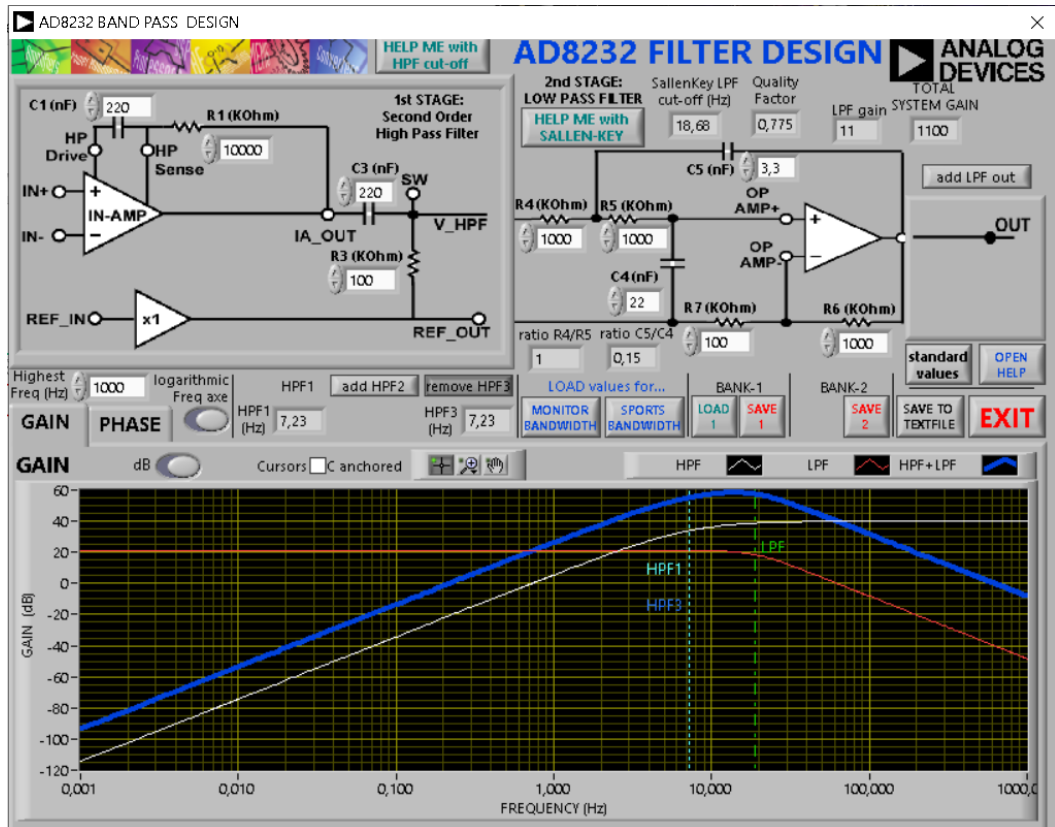 AD8232 BAND PASS DESIGN
HELP ME with
HPF cut-off
AD8232 FILTER DESIGN
ANALOG
DEVICES
C1 (nF)
220
HP
Drive
HP
Sense
R1 (KOhm)
10000
1st STAGE:
Second Order
High Pass Filter
IN+
IN-
IN-AMP
C3 (nF)
220
SW
IA_OUT
V_HPF
R3 (KOhm)
100
REF_IN
x1
REF_OUT
2nd STAGE:
LOW PASS FILTER
HELP ME with
SALLEN-KEY
SallenKey LPF
cut-off (Hz)
18,68
Quality
Factor
0,775
LPF gain
11
TOTAL
SYSTEM GAIN
1100
C5 (nF)
3,3
add LPF out
R4 (KOhm)
1000
R5 (KOhm)
1000
OP
AMP+
OP
AMP-
OUT
C4 (nF)
22
R7 (KOhm)
100
R6 (KOhm)
1000
ratio R4/R5
1
ratio C5/C4
0,15
standard
values
OPEN
HELP
Highest
Freq (Hz)
1000
logarithmic
Freq axe
HPF1
add HPF2
remove HPF3
HPF1
(Hz)
7,23
HPF3
(Hz)
7,23
LOAD values for...
MONITOR
BANDWIDTH
SPORTS
BANDWIDTH
BANK-1
LOAD
1
SAVE
1
BANK-2
SAVE
2
SAVE TO
TEXTFILE
EXIT
GAIN
PHASE
GAIN
dB
Cursors
C anchored
HPF
LPF
HPF+LPF
GAIN (dB)
60
40
20
0
-20
-40
-60
-80
-100
-120
HPF1
HPF3
LPF
0,001
0,010
0,100
1,000
10,000
100,000
1000,0
FREQUENCY (Hz)